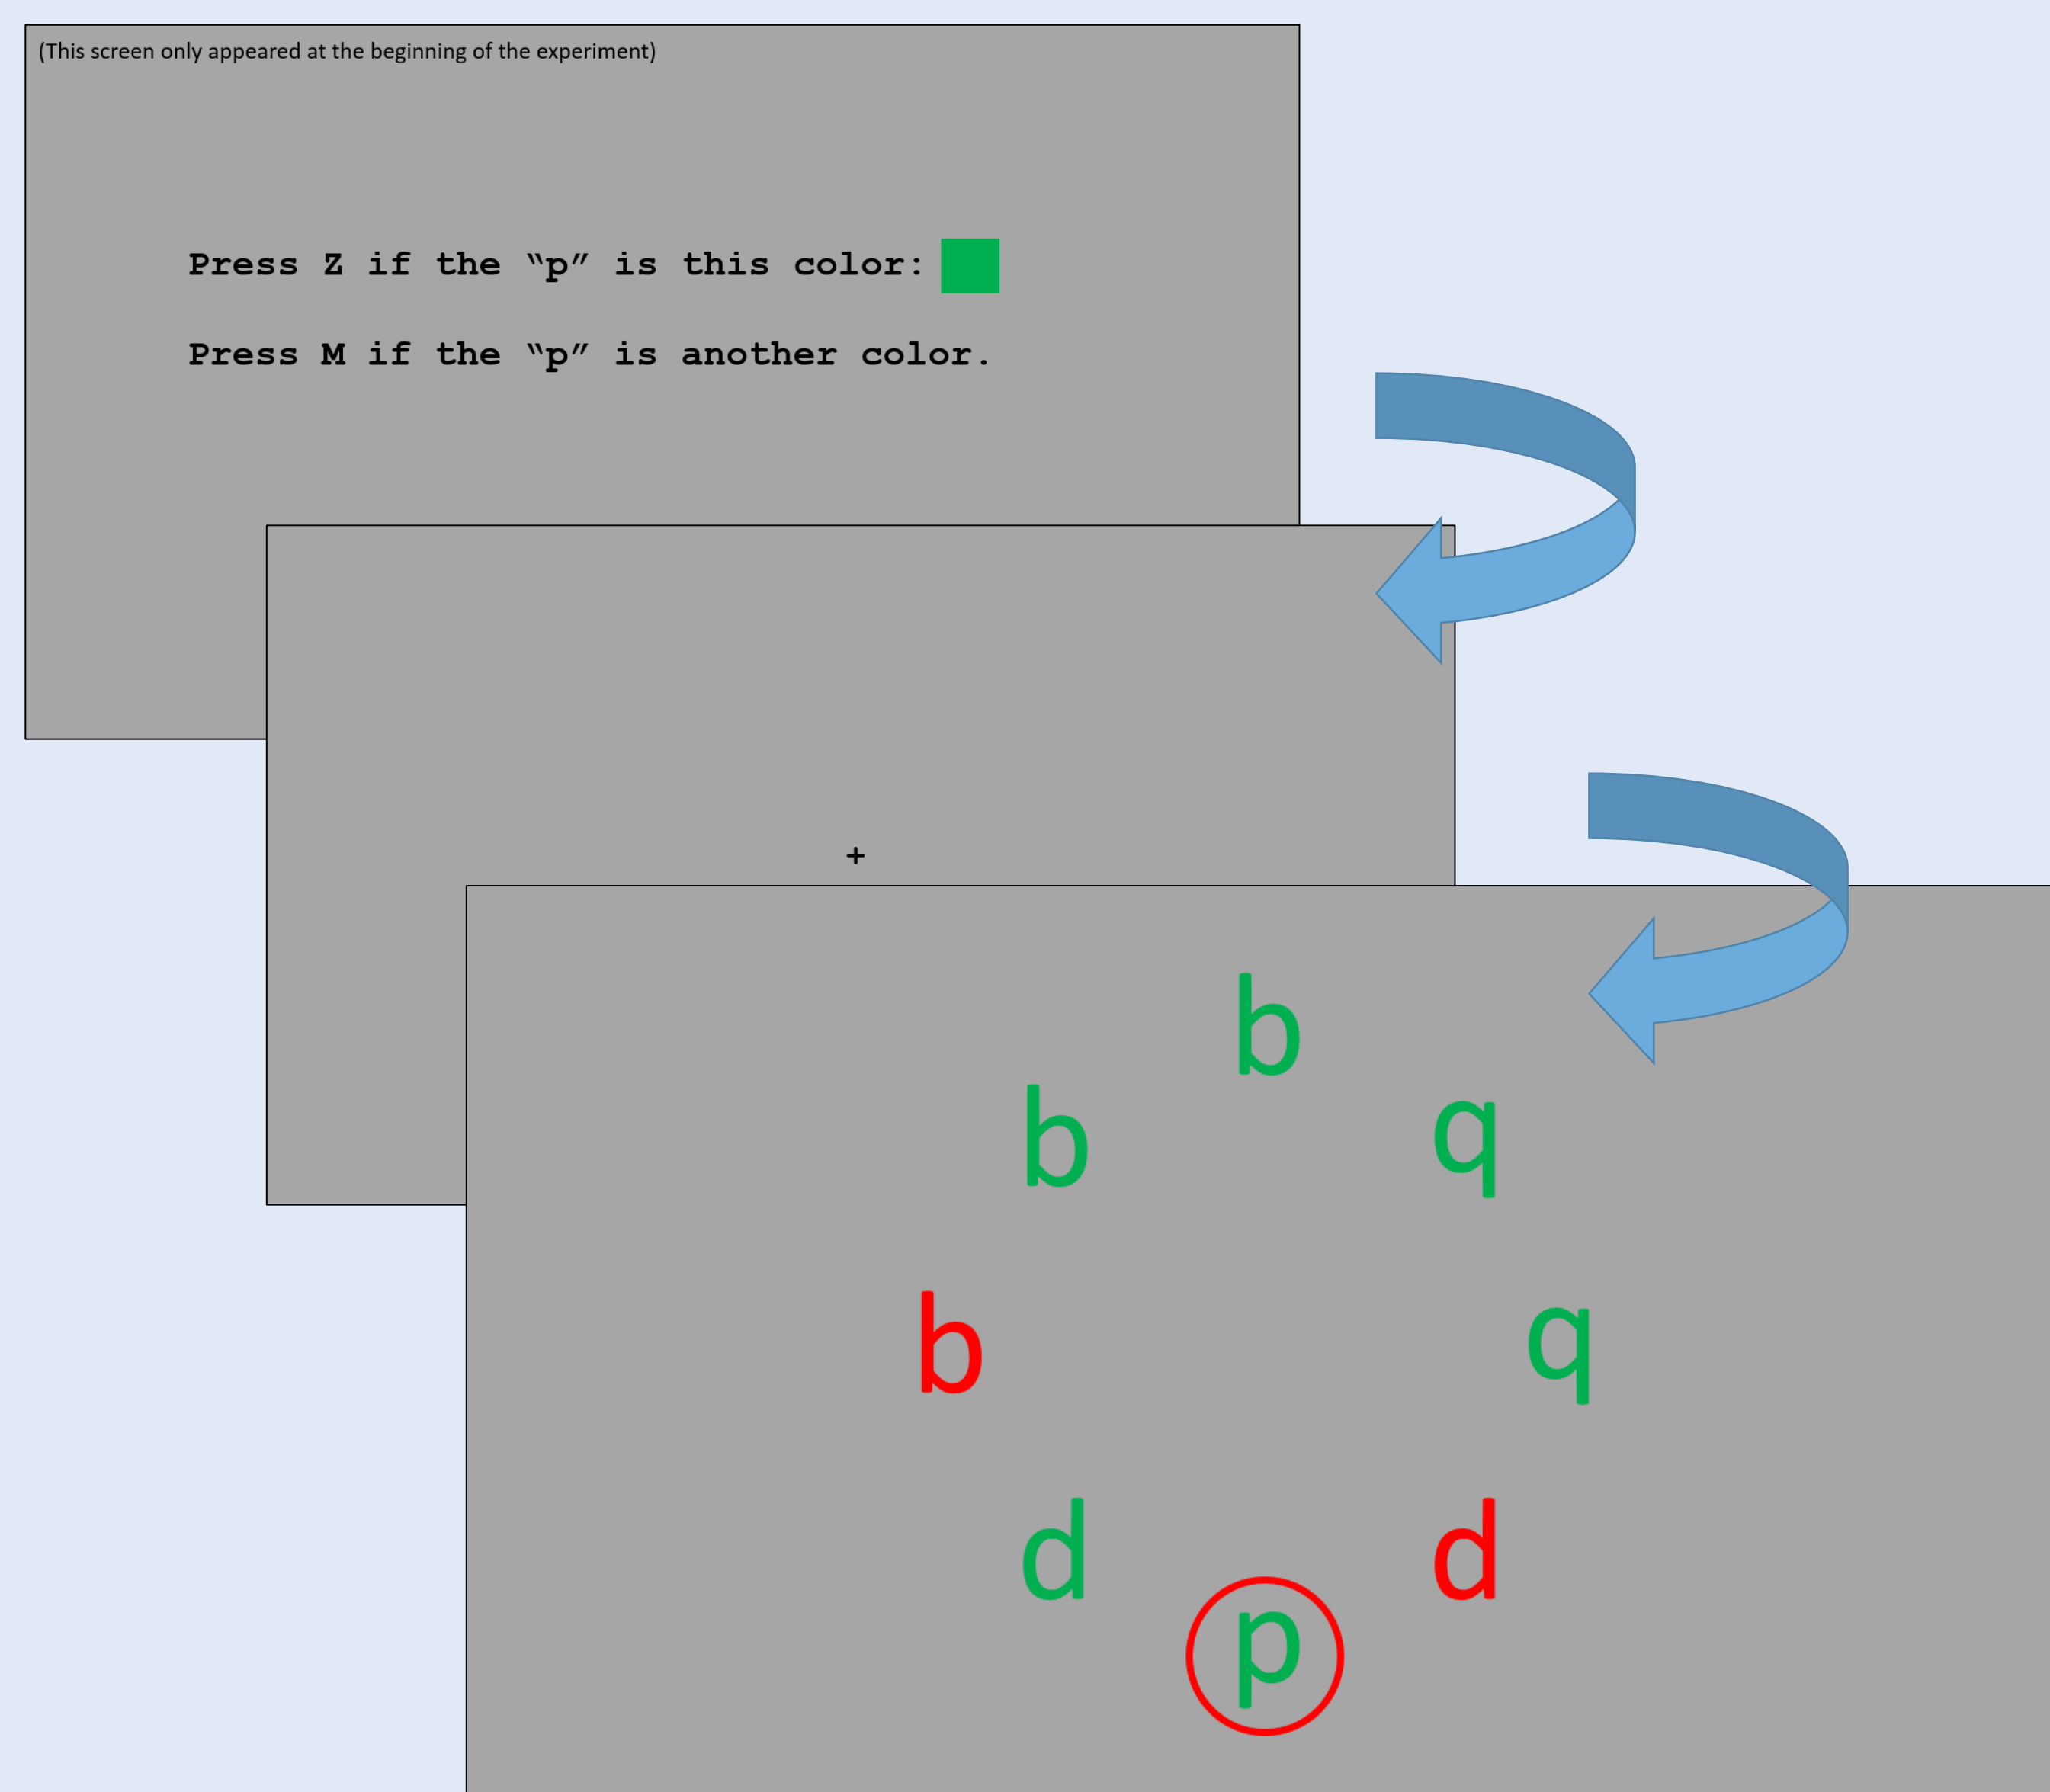 (This screen only appeared at the beginning of the experiment)
Press Z if the “p” is this color:
Press M if the “p” is another color.
+
b
b
q
b
q
d
d
p